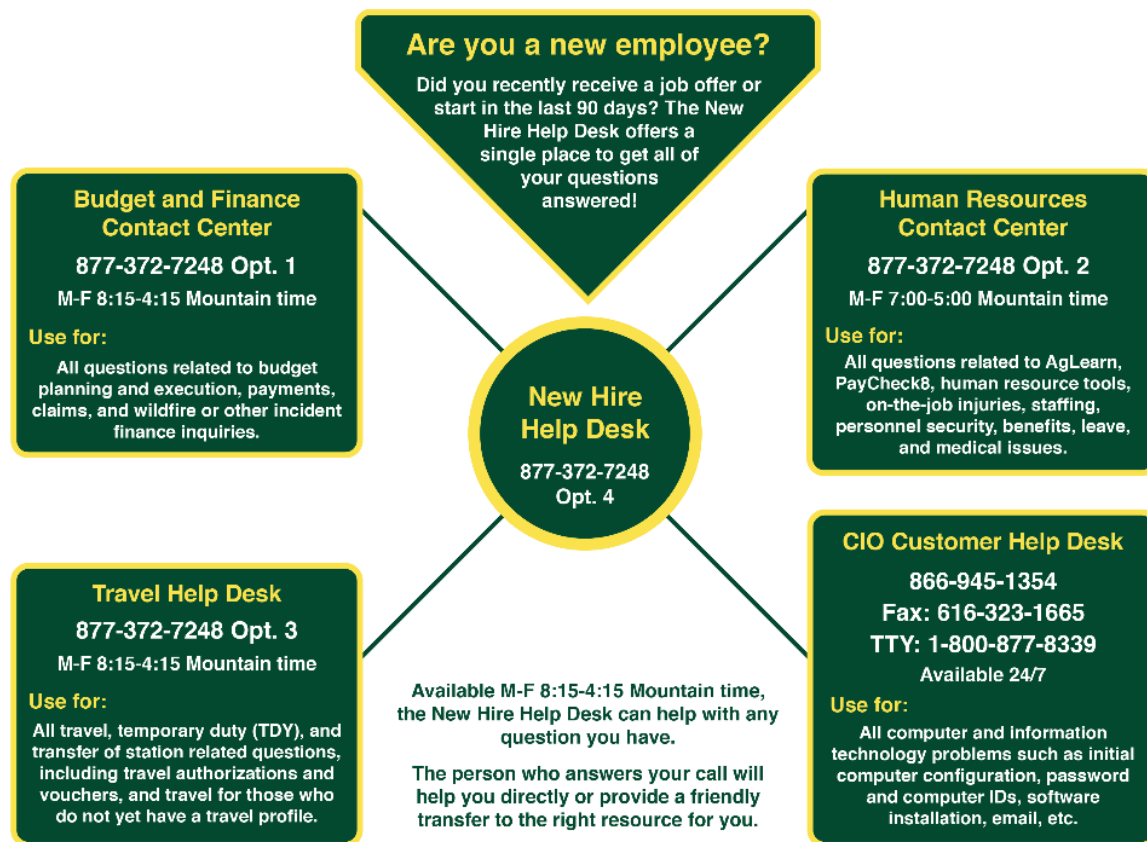 Are you a new employee?
Did you recently receive a job offer or
start in the last 90 days? The New
Hire Help Desk offers a
single place to get all of
your questions
answered!
Budget and Finance
Contact Center
877-372-7248 Opt. 1
M-F 8:15-4:15 Mountain time
Use for:
All questions related to budget
planning and execution, payments,
claims, and wildfire or other incident
finance inquiries.
Human Resources
Contact Center
877-372-7248 Opt. 2
M-F 7:00-5:00 Mountain time
Use for:
All questions related to AgLearn,
PayCheck8, human resource tools,
on-the-job injuries, staffing,
personnel security, benefits, leave,
and medical issues.
New Hire
Help Desk
877-372-7248
Opt. 4
Travel Help Desk
877-372-7248 Opt. 3
M-F 8:15-4:15 Mountain time
Use for:
All travel, temporary duty (TDY), and
transfer of station related questions,
including travel authorizations and
vouchers, and travel for those who
do not yet have a travel profile.
Available M-F 8:15-4:15 Mountain time,
the New Hire Help Desk can help with any
question you have.
The person who answers your call will
help you directly or provide a friendly
transfer to the right resource for you.
CIO Customer Help Desk
866-945-1354
Fax: 616-323-1665
TTY: 1-800-877-8339
Available 24/7
Use for:
All computer and information
technology problems such as initial
computer configuration, password
and computer IDs, software
installation, email, etc.